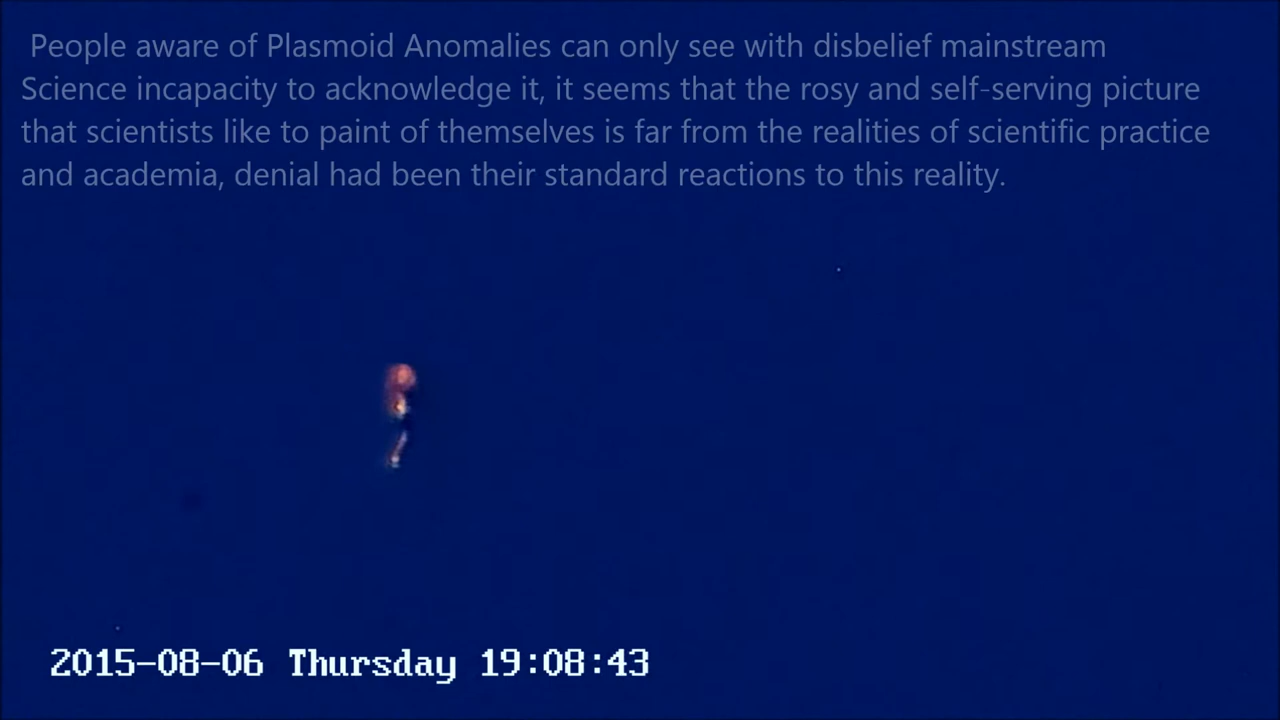 People aware of Plasmoid Anomalies can only see with disbelief mainstream
Science incapacity to acknowledge it, it seems that the rosy and self-serving picture
that scientists like to paint of themselves is far from the realities of scientific practice
and academia, denial had been their standard reactions to this reality.
2015-08-06 Thursday 19:08:43